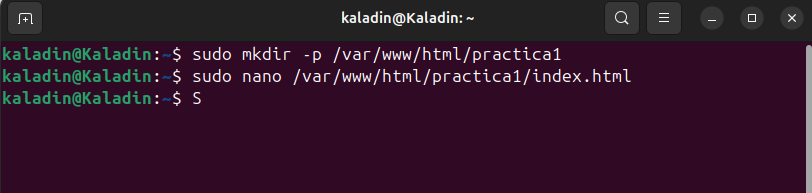 kaladin@Kaladin: ~
kaladin@Kaladin:~$ sudo mkdir -p /var/www/html/practica1
kaladin@Kaladin:~$ sudo nano /var/www/html/practica1/index.html
kaladin@Kaladin:~$ S